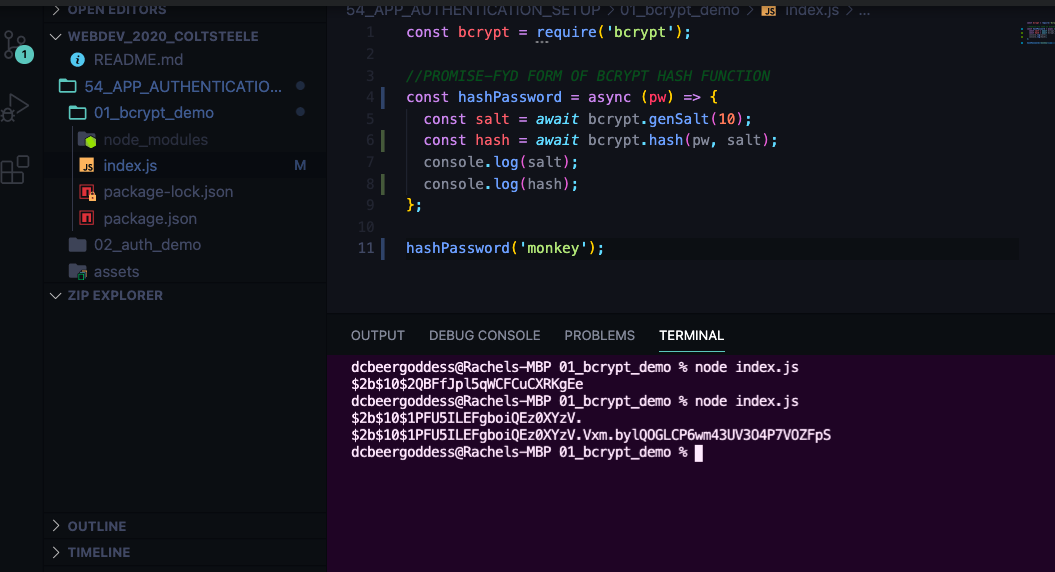 OPEN EDITORS
WEBDEV_2020_COLTSTEELE
README.md
54_APP_AUTHENTICATIO...
01_bcrypt_demo
node_modules
index.js M
package-lock.json
package.json
02_auth_demo
assets
ZIP EXPLORER
OUTLINE
TIMELINE
1
54_APP_AUTHENTICATION_SETUP > 01_bcrypt_demo > JS index.js > ...
1 const bcrypt = require('bcrypt');
2
3 //PROMISE-FYD FORM OF BCRYPT HASH FUNCTION
4 const hashPassword = async (pw) => {
5 const salt = await bcrypt.genSalt(10);
6 const hash = await bcrypt.hash(pw, salt);
7 console.log(salt);
8 console.log(hash);
9 };
10
11 hashPassword('monkey');
OUTPUT DEBUG CONSOLE PROBLEMS TERMINAL
dcbeergoddess@Rachels-MBP 01_bcrypt_demo % node index.js
$2b$10$2QBFfJpl5qWCFCuCXRKgEe
dcbeergoddess@Rachels-MBP 01_bcrypt_demo % node index.js
$2b$10$1PFU5ILEFgboiQEz0XYzV.
$2b$10$1PFU5ILEFgboiQEz0XYzV.Vxm.bylQOGLCP6wm43UV3O4P7VOZFpS
dcbeergoddess@Rachels-MBP 01_bcrypt_demo %